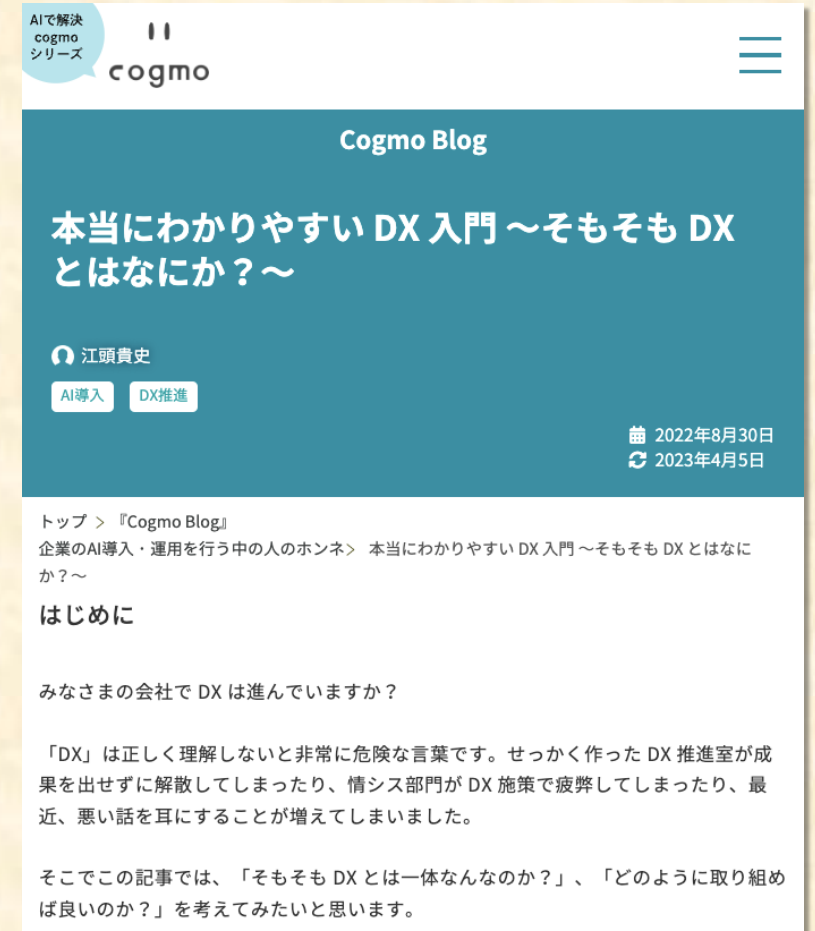 AIで解決
cogmo
シリーズ
cogmo
Cogmo Blog
本当にわかりやすい DX 入門 〜そもそも DX
とはなにか？〜
江頭貴史
AI導入 DX推進
2022年8月30日
2023年4月5日
トップ > 『Cogmo Blog』
企業のAI導入・運用を行う中の人のホンネ> 本当にわかりやすい DX 入門 〜そもそも DX とはなに
か？〜
はじめに
みなさまの会社で DX は進んでいますか？
「DX」は正しく理解しないと非常に危険な言葉です。せっかく作った DX 推進室が成
果を出せずに解散してしまったり、情シス部門が DX 施策で疲弊してしまったり、最
近、悪い話を耳にすることが増えてしまいました。
そこでこの記事では、「そもそも DX とは一体なんなのか？」、「どのように取り組め
ば良いのか？」を考えてみたいと思います。